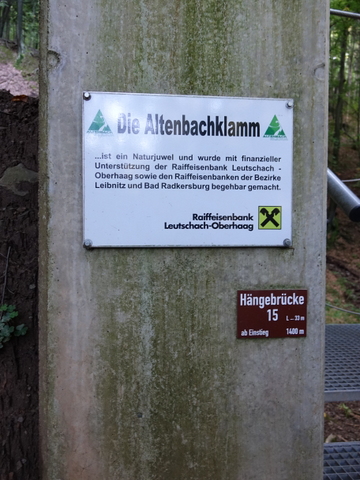 Die Altenbachklamm
...ist ein Naturjuwel und wurde mit finanzieller
Unterstützung der Raiffeisenbank Leutschach -
Oberhaag sowie den Raiffeisenbanken der Bezirke
Leibnitz und Bad Radkersburg begehbar gemacht.
Raiffeisenbank
Leutschach-Oberhaag
Hängebrücke
15 L – 33 m
ab Einstieg 1400 m